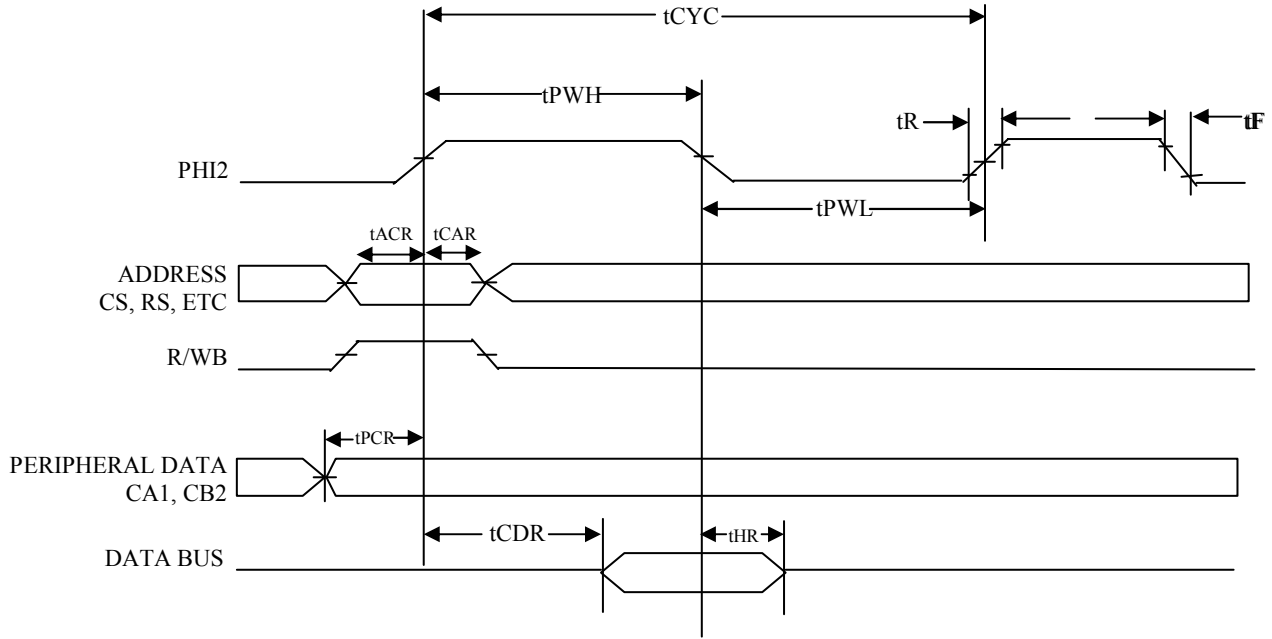 tCYC
tPWH
tR
tF
PHI2
tPWL
tACR
tCAR
ADDRESS
CS, RS, ETC
R/WB
tPCR
PERIPHERAL DATA
CA1, CB2
tCDR
tHR
DATA BUS